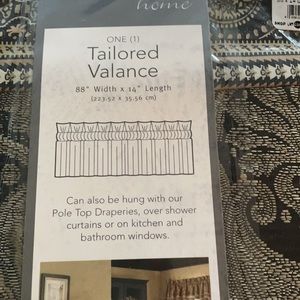 home
ONE (1)
Tailored
Valance
88" Width x 14" Length
(223.52 x 35.56 cm)
Can also be hung with our
Pole Top Draperies, over shower
curtains or on kitchen and
bathroom windows.